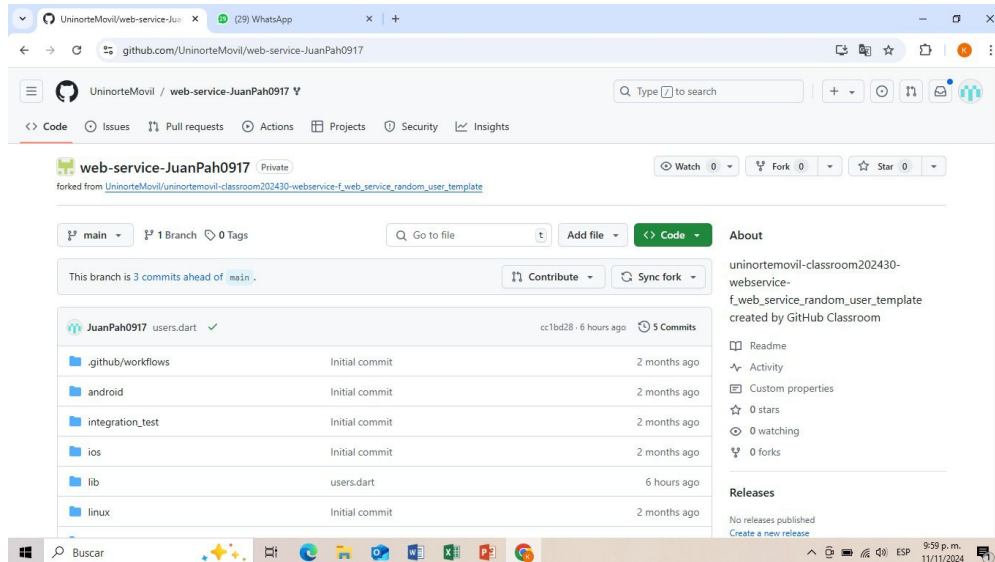 UninorteMovil/web-service-Jua
(29) WhatsApp
github.com/UninorteMovil/web-service-JuanPah0917
K
UninorteMovil / web-service-JuanPah0917
Type / to search
Code Issues Pull requests Actions Projects Security Insights
web-service-JuanPah0917 Private
Watch 0 Fork 0 Star 0
forked from UninorteMovil/uninortemovil-classroom202430-webservice-f_web_service_random_user_template
main 1 Branch 0 Tags
Go to file t
Add file
Code
This branch is 3 commits ahead of main .
Contribute Sync fork
JuanPah0917 users.dart
cc1bd28 · 6 hours ago 5 Commits
.github/workflows Initial commit 2 months ago
android Initial commit 2 months ago
integration_test Initial commit 2 months ago
ios Initial commit 2 months ago
lib users.dart 6 hours ago
linux Initial commit 2 months ago
About
uninortemovil-classroom202430-
webservice-
f_web_service_random_user_template
created by GitHub Classroom
Readme
Activity
Custom properties
0 stars
0 watching
0 forks
Releases
No releases published
Create a new release
Buscar
ESP
9:59 p. m.
11/11/2024